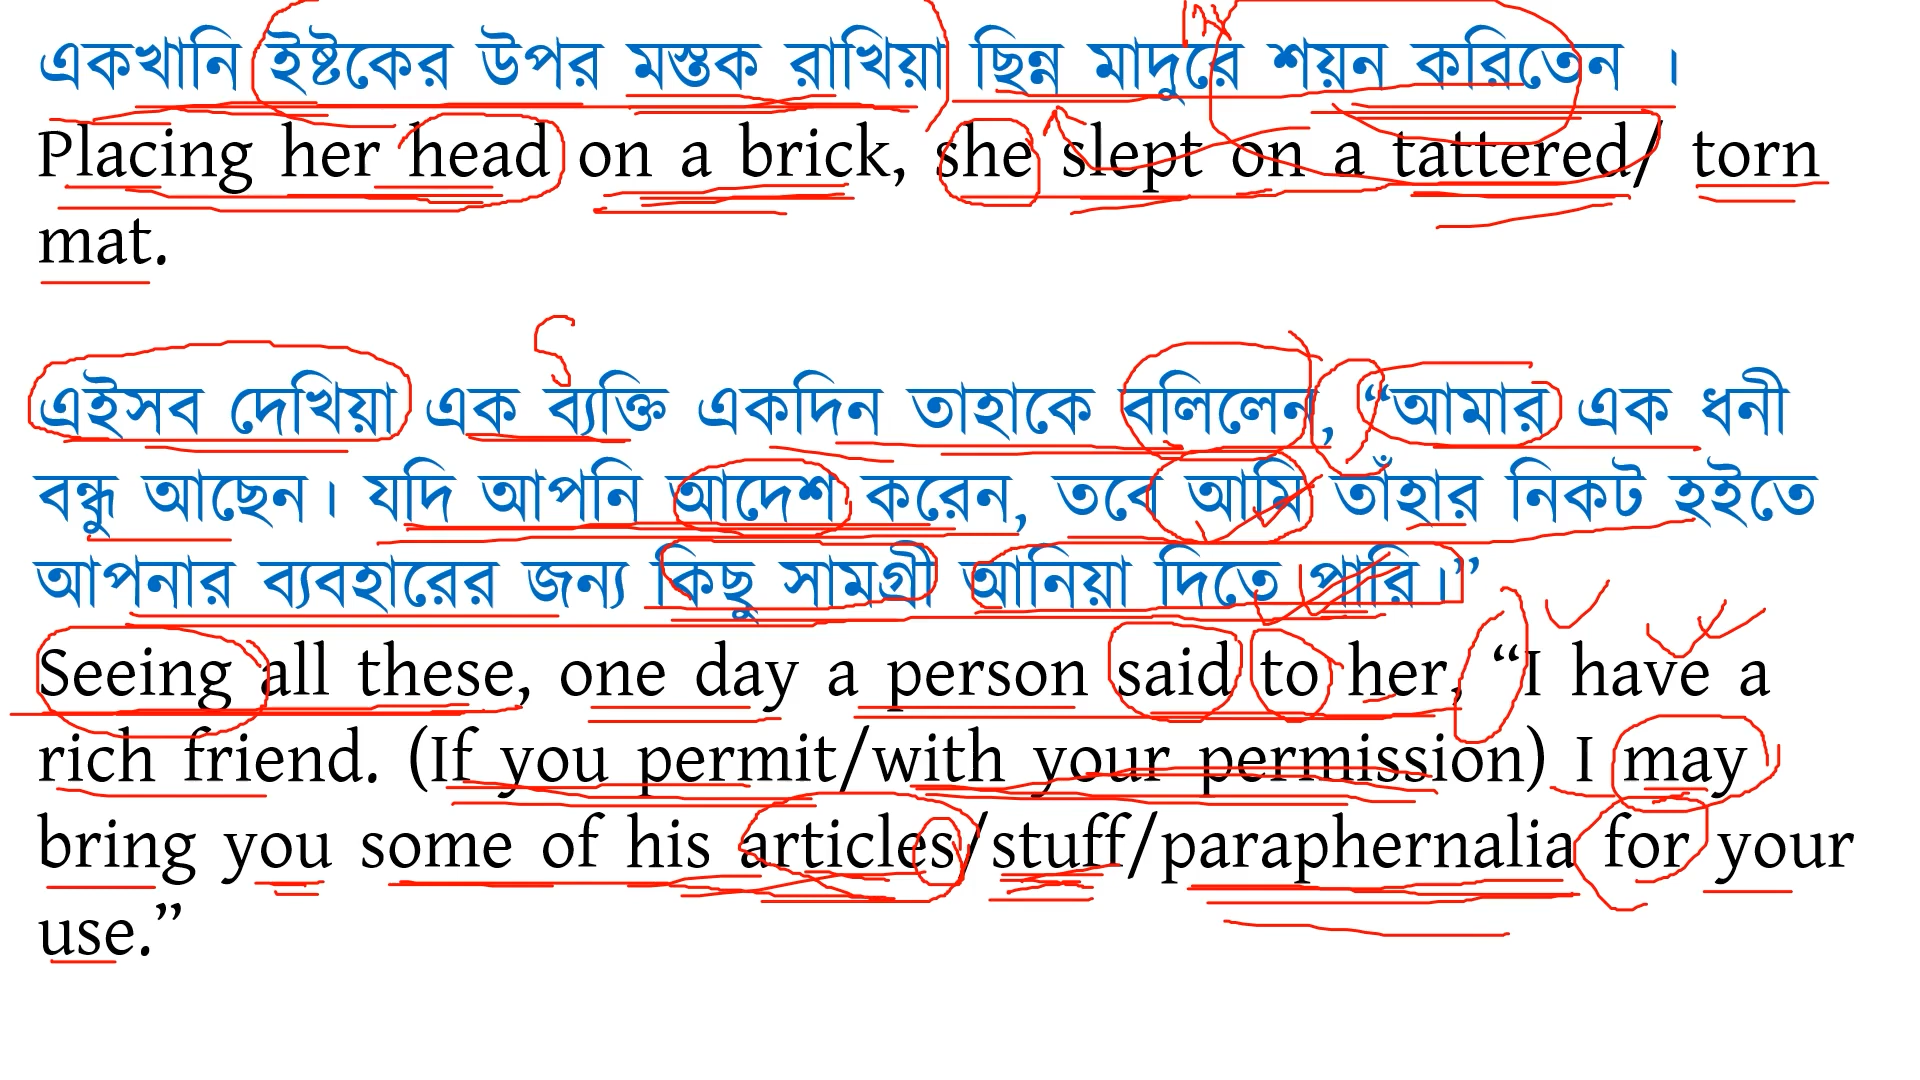 একখানি ইষ্টকের উপর মস্তক রাখিয়া ছিন্ন মাদুরে শয়ন করিতেন ।
Placing her head on a brick, she slept on a tattered/ torn
mat.
এইসব দেখিয়া এক ব্যক্তি একদিন তাহাকে বলিলেন, “আমার এক ধনী
বন্ধু আছেন। যদি আপনি আদেশ করেন, তবে আমি তাঁহার নিকট হইতে
আপনার ব্যবহারের জন্য কিছু সামগ্রী আনিয়া দিতে পারি।”
Seeing all these, one day a person said to her, “I have a
rich friend. (If you permit/with your permission) I may
bring you some of his articles/stuff/paraphernalia for your
use.”